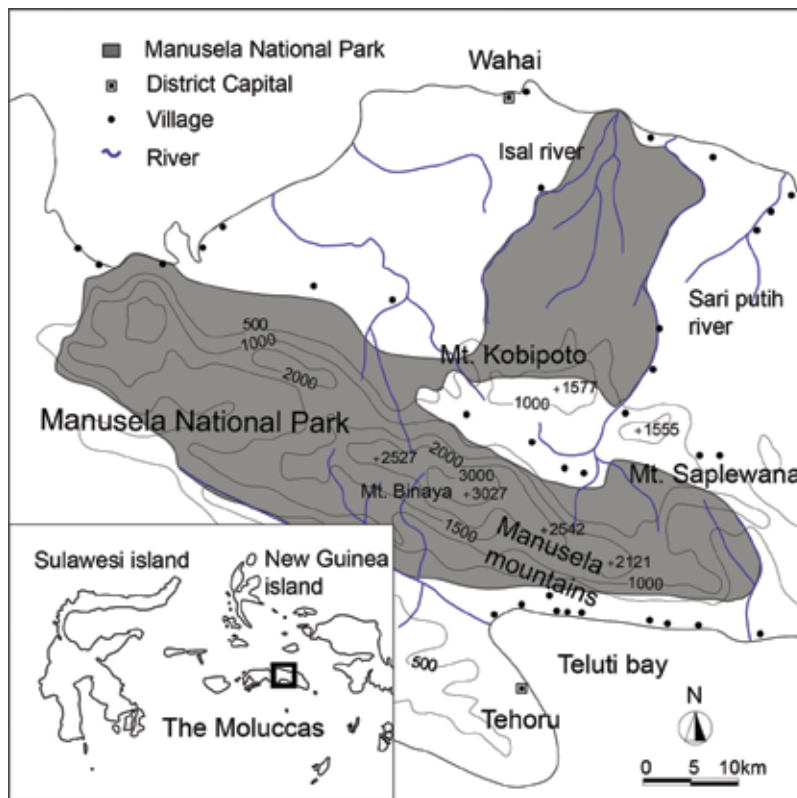 Manusela National Park
District Capital
Village
River
Wahai
Isal river
Sari putih
river
500
1000
2000
Mt. Kobipoto
+1577
1000
+1555
Manusela National Park
+2527
2000
3000
Mt. Binaya
+3027
Mt. Saplewana
1500
+2542
Manusela
mountains
+2121
1000
Sulawesi island
New Guinea
island
The Moluccas
500
Teluti bay
Tehoru
N
0 5 10km